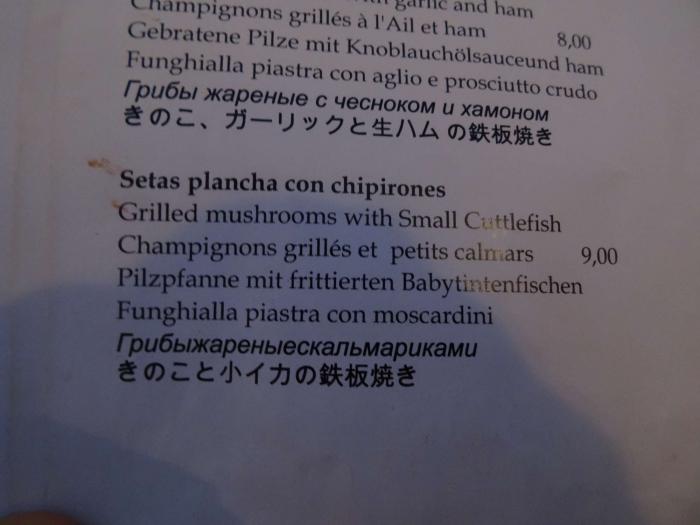 with garlic and ham
Champignons grillés à l'Ail et ham 8,00
Gebratene Pilze mit Knoblauchölsauceund ham
Funghialla piastra con aglio e prosciutto crudo
Грибы жареные с чесноком и хамоном
きのこ、ガーリックと生ハム の鉄板焼き
Setas plancha con chipirones
Grilled mushrooms with Small Cuttlefish
Champignons grillés et petits calmars 9,00
Pilzpfanne mit frittierten Babytintenfischen
Funghialla piastra con moscardini
Грибыжареныескальмариками
きのこと小イカの鉄板焼き